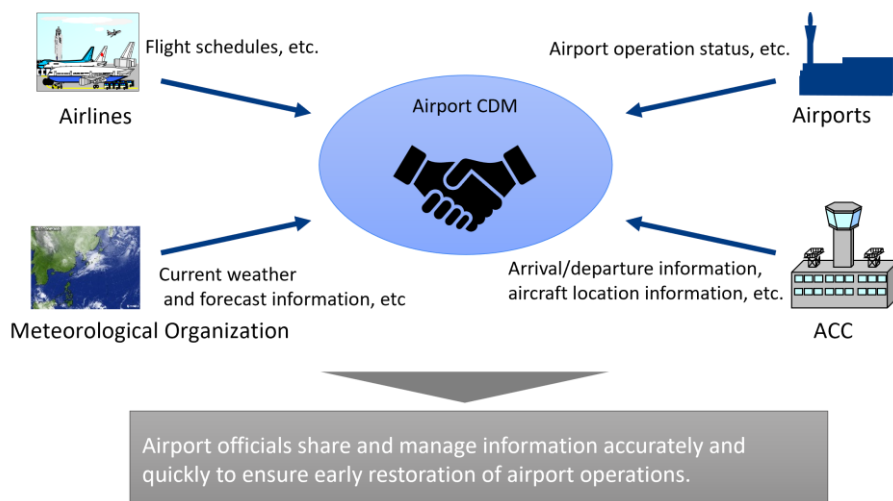 Flight schedules, etc.
Airlines
Airport operation status, etc.
Airports
Airport CDM
Current weather
and forecast information, etc
Meteorological Organization
Arrival/departure information,
aircraft location information, etc.
ACC
Airport officials share and manage information accurately and
quickly to ensure early restoration of airport operations.